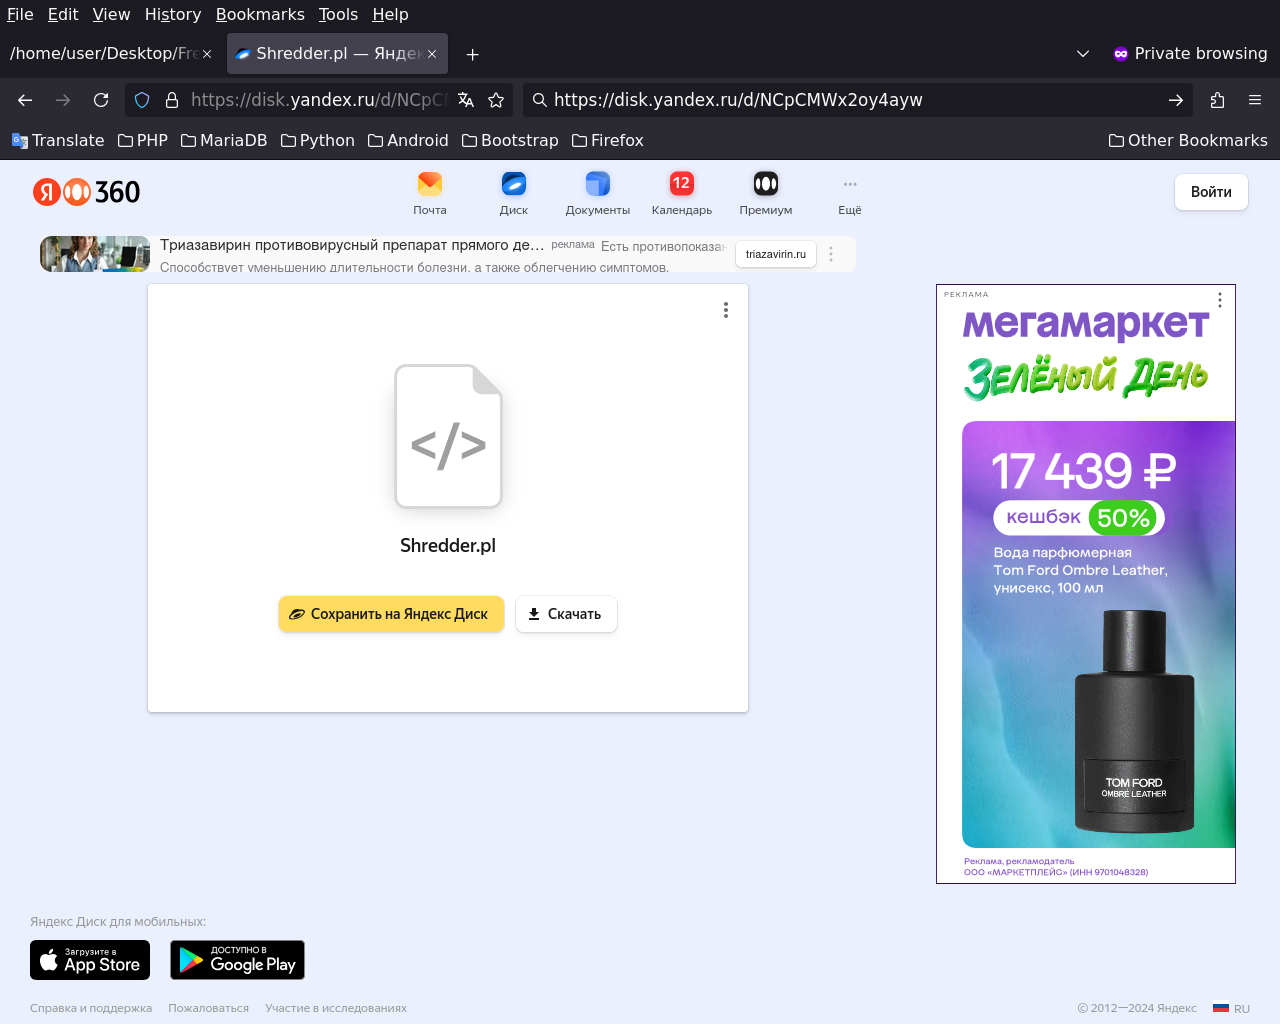 File Edit View History Bookmarks Tools Help
/home/user/Desktop/Fre
Shredder.pl — Яндек
Private browsing
https://disk.yandex.ru/d/NCpC
https://disk.yandex.ru/d/NCpCMWx2oy4ayw
Translate PHP MariaDB Python Android Bootstrap Firefox Other Bookmarks
Я 360
Почта Диск Документы Календарь Премиум Ещё
12
Войти
Триазавирин противовирусный препарат прямого де... реклама Есть противопоказан
triazavirin.ru
Способствует уменьшению длительности болезни, а также облегчению симптомов.
</>
Shredder.pl
Сохранить на Яндекс Диск
Скачать
РЕКЛАМА
мегамаркет
Зелёный День
17 439 ₽
кешбэк 50%
Вода парфюмерная
Tom Ford Ombre Leather,
унисекс, 100 мл
TOM FORD
OMBRÉ LEATHER
Реклама, рекламодатель
ООО «МАРКЕТПЛЕЙС» (ИНН 9701048328)
Яндекс Диск для мобильных:
Загрузите в
App Store
ДОСТУПНО В
Google Play
Справка и поддержка Пожаловаться Участие в исследованиях
© 2012—2024 Яндекс RU